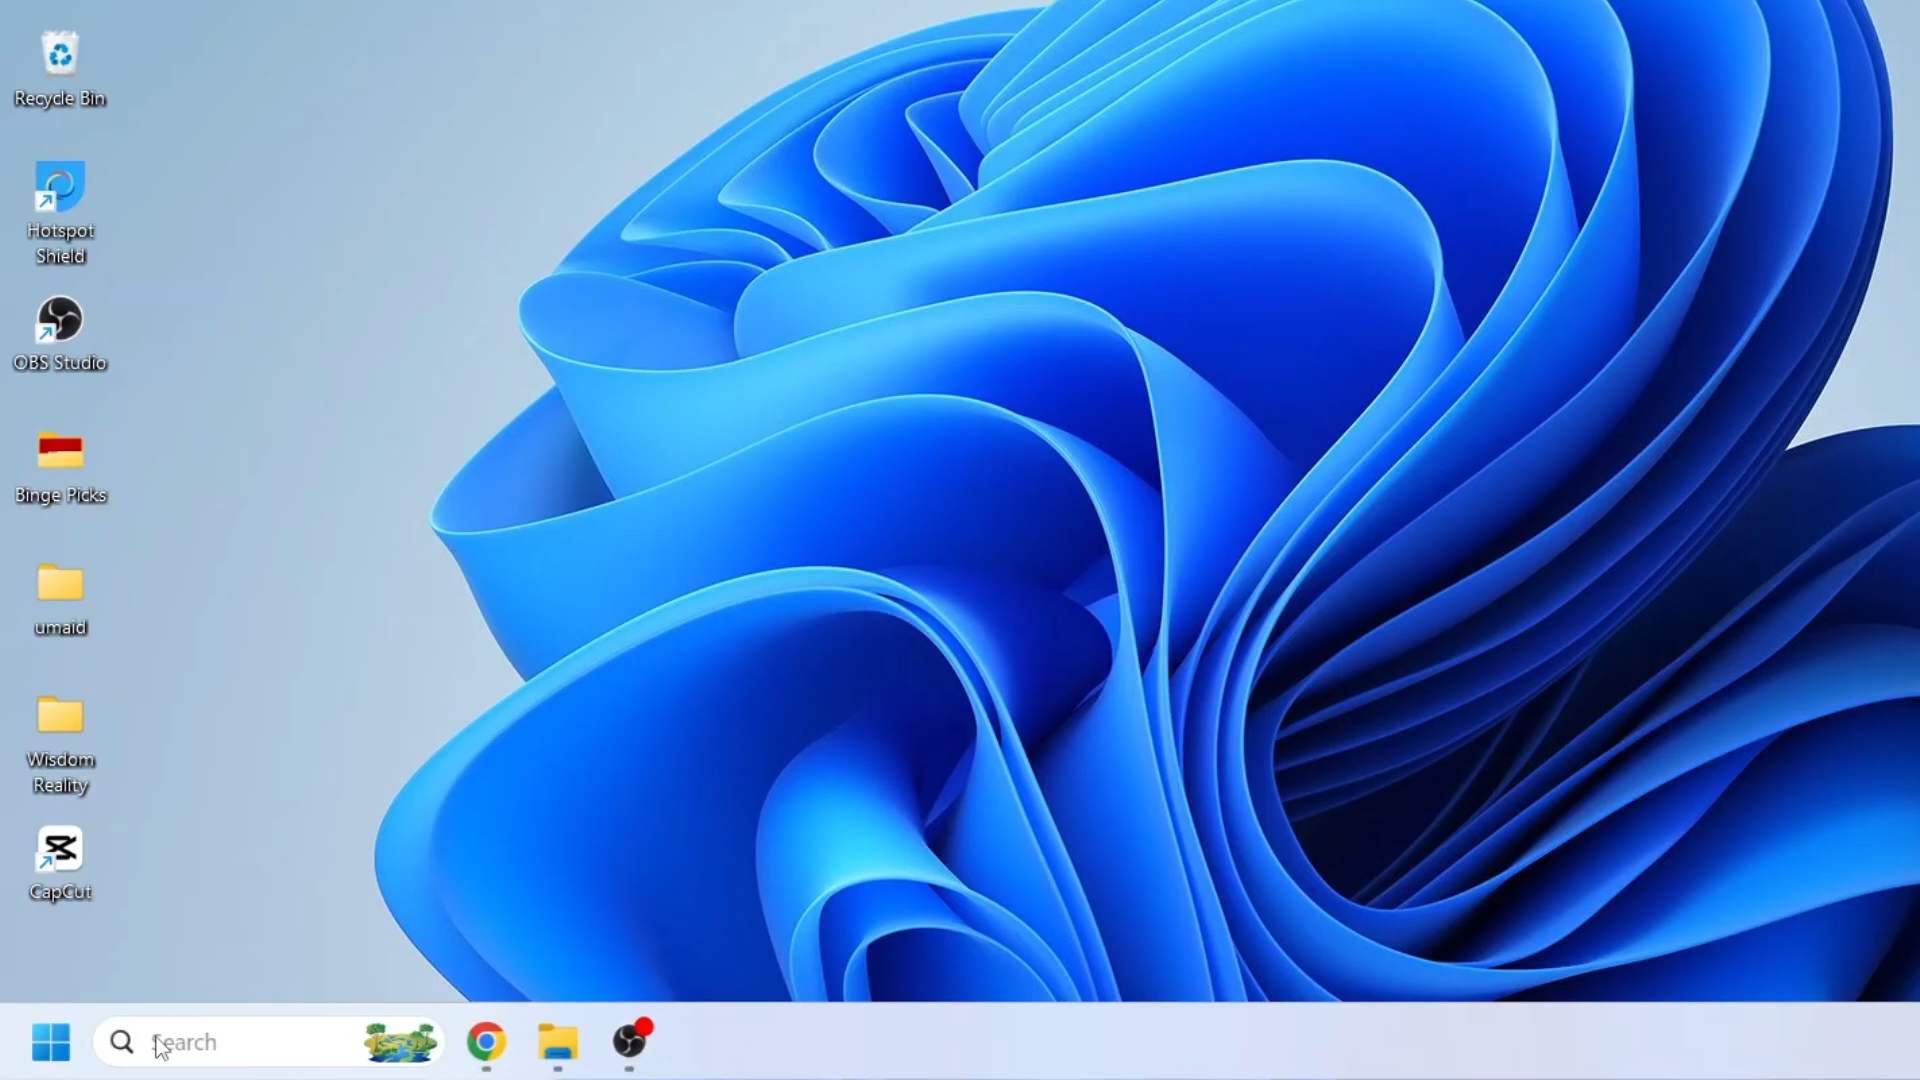 Recycle Bin
Hotspot
Shield
OBS Studio
Binge Picks
umaid
Wisdom
Reality
CapCut
Search